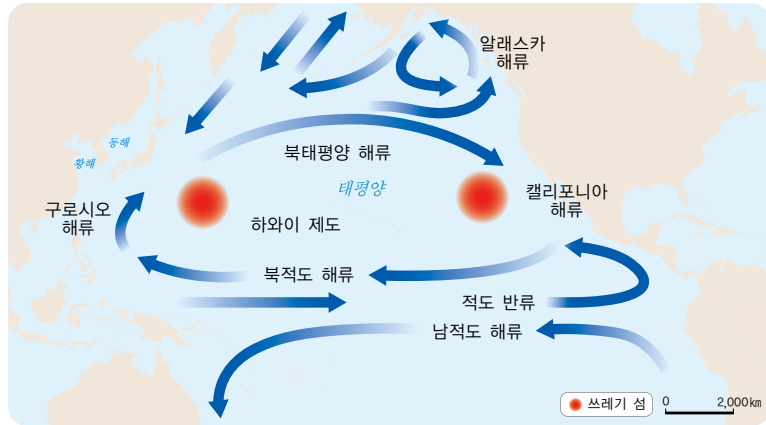 알래스카
해류
동해
황해
북태평양 해류
태평양
구로시오
해류
캘리포니아
해류
하와이 제도
북적도 해류
적도 반류
남적도 해류
쓰레기 섬
0 2,000km